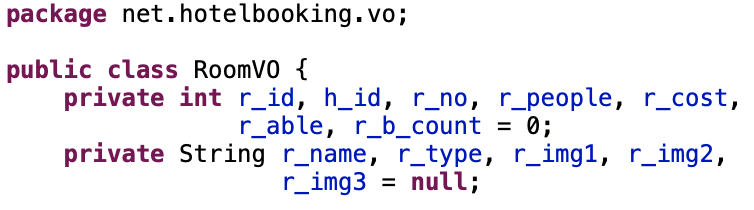 package net.hotelbooking.vo;
public class RoomVO {
private int r_id, h_id, r_no, r_people, r_cost,
r_able, r_b_count = 0;
private String r_name, r_type, r_img1, r_img2,
r_img3 = null;